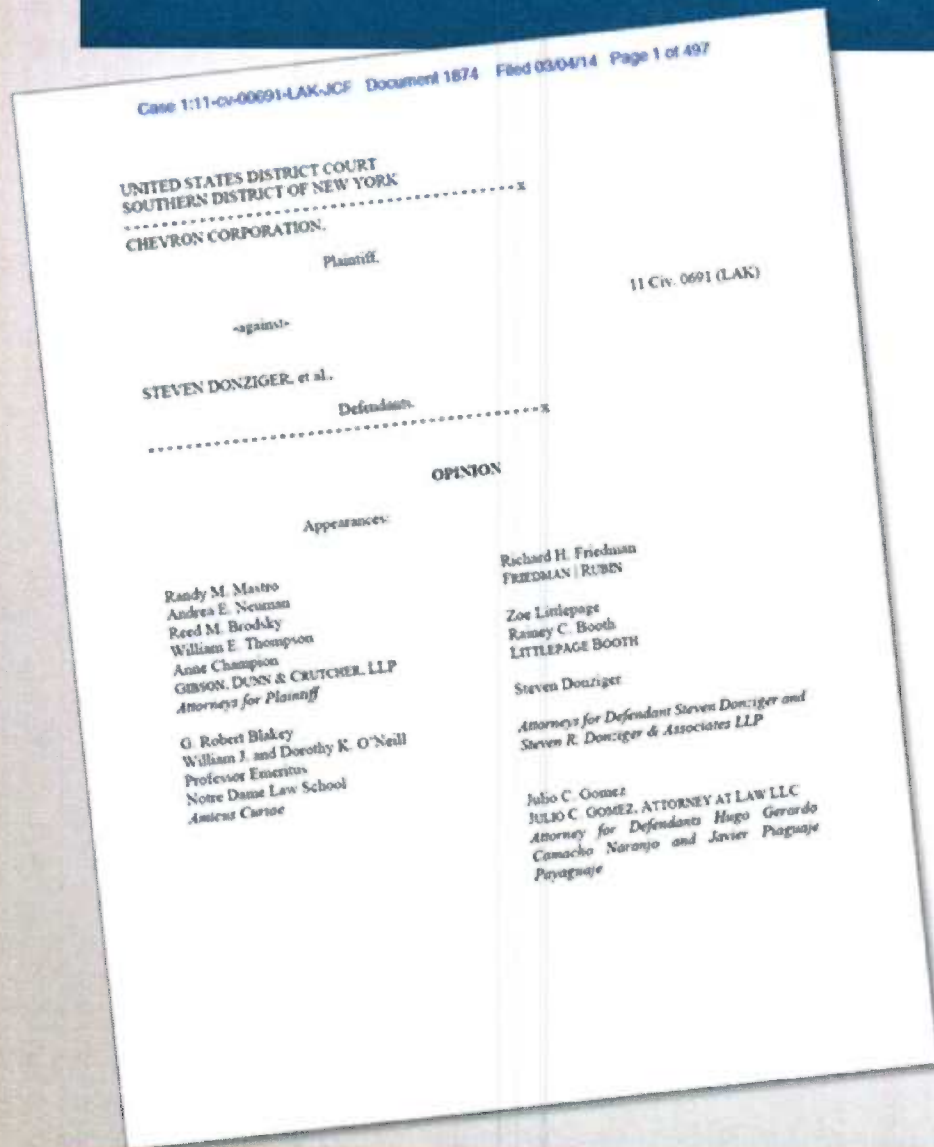 Case 1:11-cv-00691-LAK-JCF Document 1874 Filed 03/04/14 Page 1 of 497
UNITED STATES DISTRICT COURT
SOUTHERN DISTRICT OF NEW YORK
------------------------------------------x
CHEVRON CORPORATION,
Plaintiff,
-against-
11 Civ. 0691 (LAK)
STEVEN DONZIGER, et al.,
Defendants.
------------------------------------------x
OPINION
Appearances:
Randy M. Mastro
Andrea E. Neuman
Reed M. Brodsky
William E. Thompson
Anne Champion
GIBSON, DUNN & CRUTCHER, LLP
Attorneys for Plaintiff
G. Robert Blakey
William J. and Dorothy K. O'Neill
Professor Emeritus
Notre Dame Law School
Amicus Curiae
Richard H. Friedman
FRIEDMAN | RUBIN
Zoe Littlepage
Rainey C. Booth
LITTLEPAGE BOOTH
Steven Donziger
Attorneys for Defendant Steven Donziger and
Steven R. Donziger & Associates LLP
Julio C. Gomez
JULIO C. GOMEZ, ATTORNEY AT LAW LLC
Attorney for Defendants Hugo Gerardo
Camacho Naranjo and Javier Piaguaje
Payaguaje